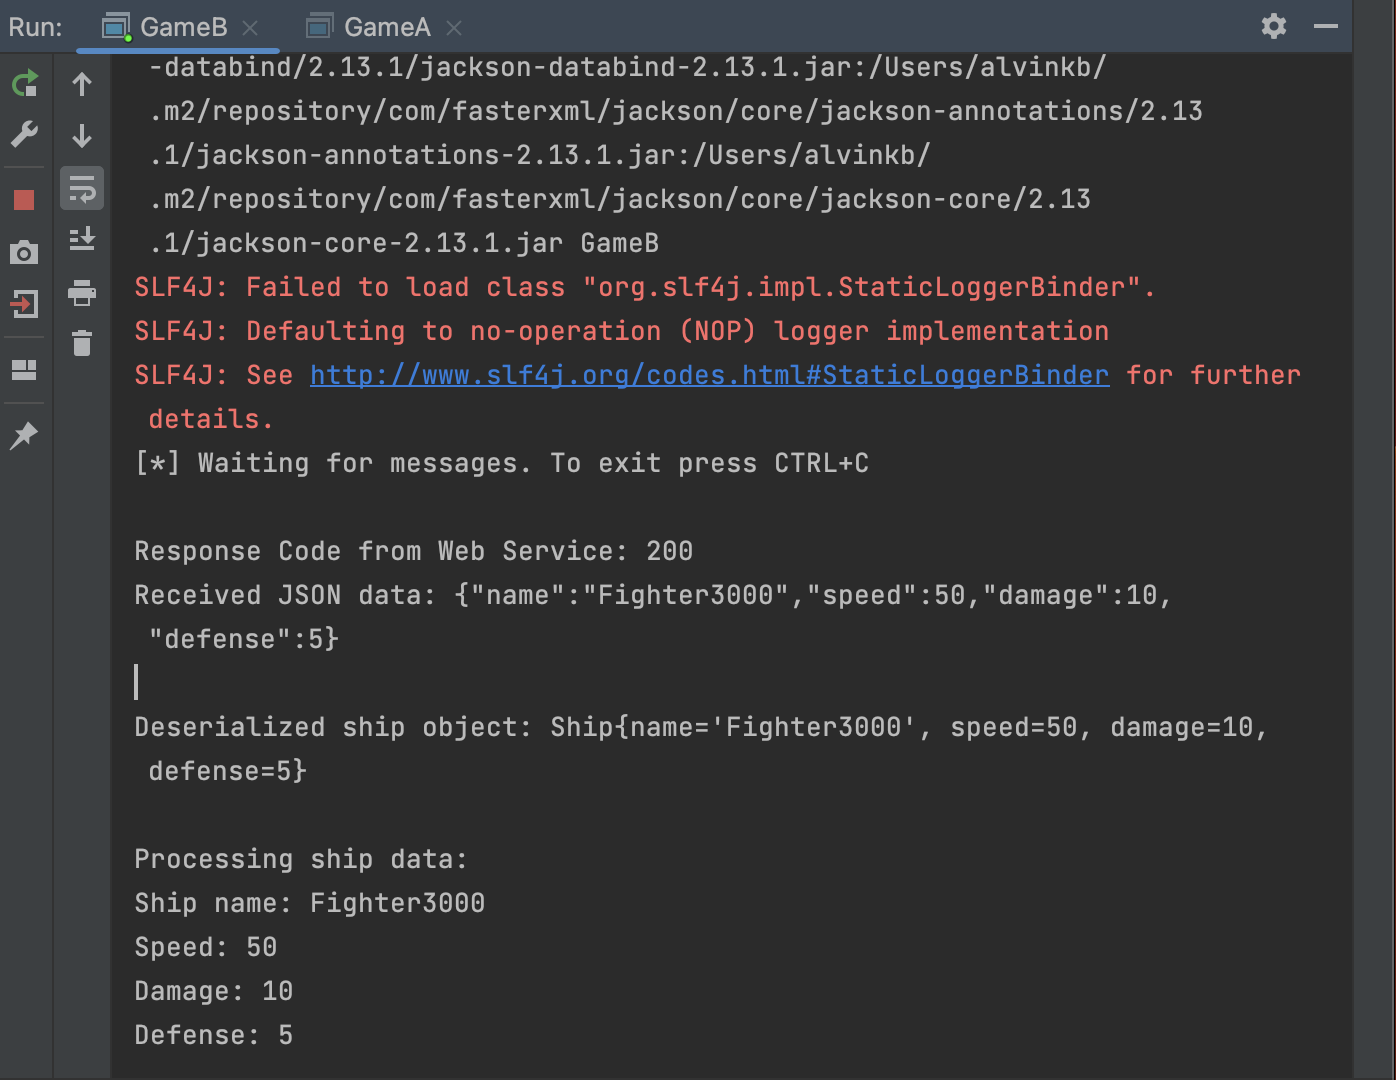 Run: GameB GameA
-databind/2.13.1/jackson-databind-2.13.1.jar:/Users/alvinkb/
.m2/repository/com/fasterxml/jackson/core/jackson-annotations/2.13
.1/jackson-annotations-2.13.1.jar:/Users/alvinkb/
.m2/repository/com/fasterxml/jackson/core/jackson-core/2.13
.1/jackson-core-2.13.1.jar GameB
SLF4J: Failed to load class "org.slf4j.impl.StaticLoggerBinder".
SLF4J: Defaulting to no-operation (NOP) logger implementation
SLF4J: See http://www.slf4j.org/codes.html#StaticLoggerBinder for further
details.
[*] Waiting for messages. To exit press CTRL+C
Response Code from Web Service: 200
Received JSON data: {"name":"Fighter3000","speed":50,"damage":10,
"defense":5}
Deserialized ship object: Ship{name='Fighter3000', speed=50, damage=10,
defense=5}
Processing ship data:
Ship name: Fighter3000
Speed: 50
Damage: 10
Defense: 5